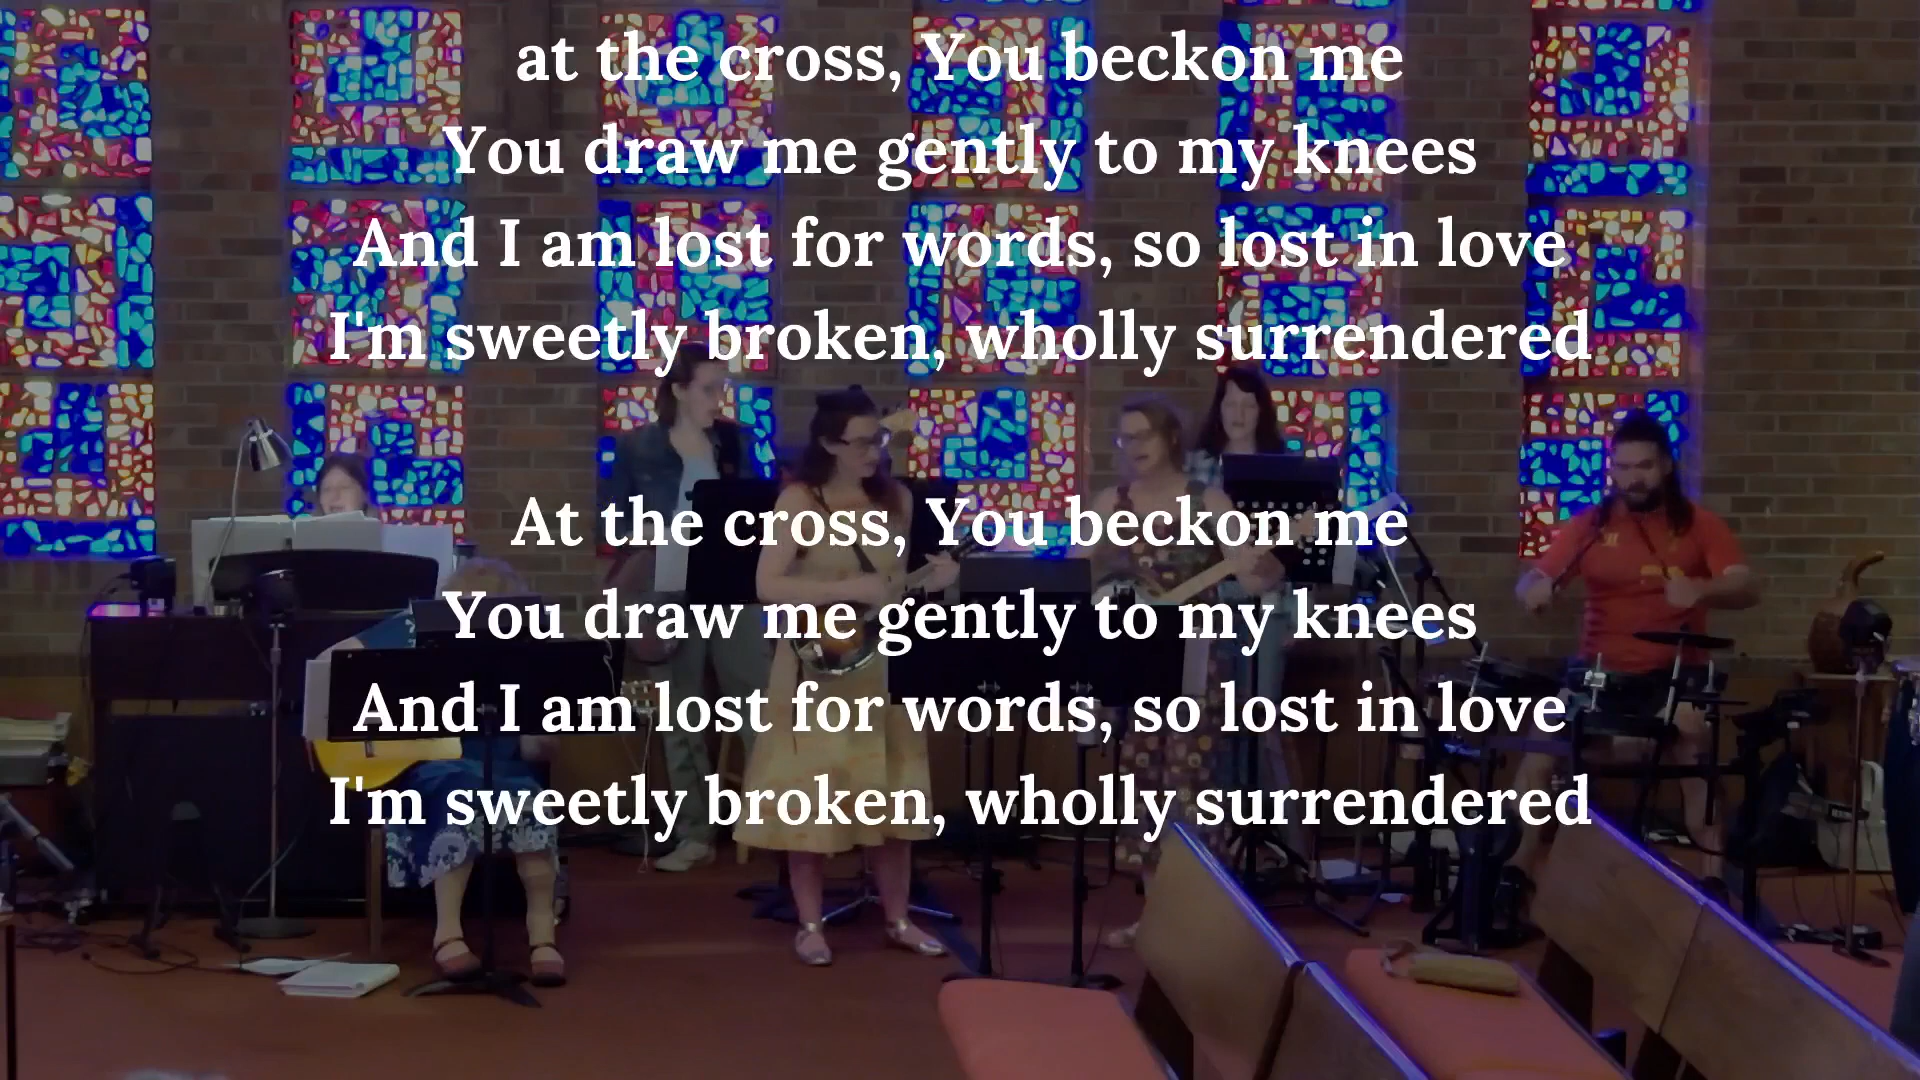 at the cross, You beckon me
You draw me gently to my knees
And I am lost for words, so lost in love
I'm sweetly broken, wholly surrendered
At the cross, You beckon me
You draw me gently to my knees
And I am lost for words, so lost in love
I'm sweetly broken, wholly surrendered